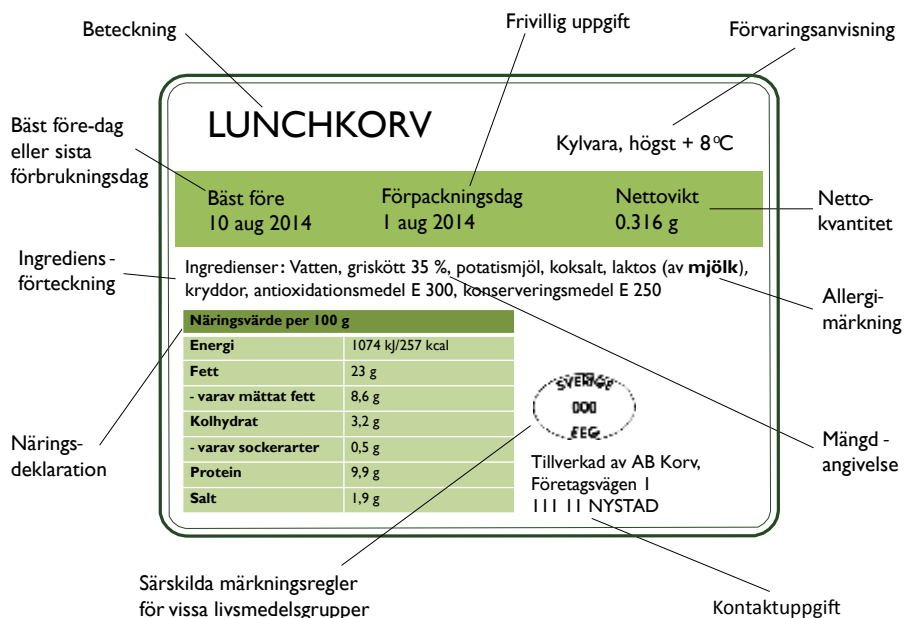 Beteckning
Frivillig uppgift
Förvaringsanvisning
Bäst före-dag
eller sista
förbrukningsdag
LUNCHKORV
Kylvara, högst + 8°C
Bäst före
10 aug 2014
Förpackningsdag
1 aug 2014
Nettovikt
0.316 g
Netto-
kvantitet
Ingrediens-
förteckning
Ingredienser: Vatten, griskött 35 %, potatismjöl, koksalt, laktos (av mjölk),
kryddor, antioxidationsmedel E 300, konserveringsmedel E 250
Allergi-
märkning
Näringsvärde per 100 g
Energi 1074 kJ/257 kcal
Fett 23 g
- varav mättat fett 8,6 g
Kolhydrat 3,2 g
- varav sockerarter 0,5 g
Protein 9,9 g
Salt 1,9 g
Närings-
deklaration
SVERIGE
000
EEG
Mängd-
angivelse
Tillverkad av AB Korv,
Företagsvägen 1
111 11 NYSTAD
Särskilda märkningsregler
för vissa livsmedelsgrupper
Kontaktuppgift